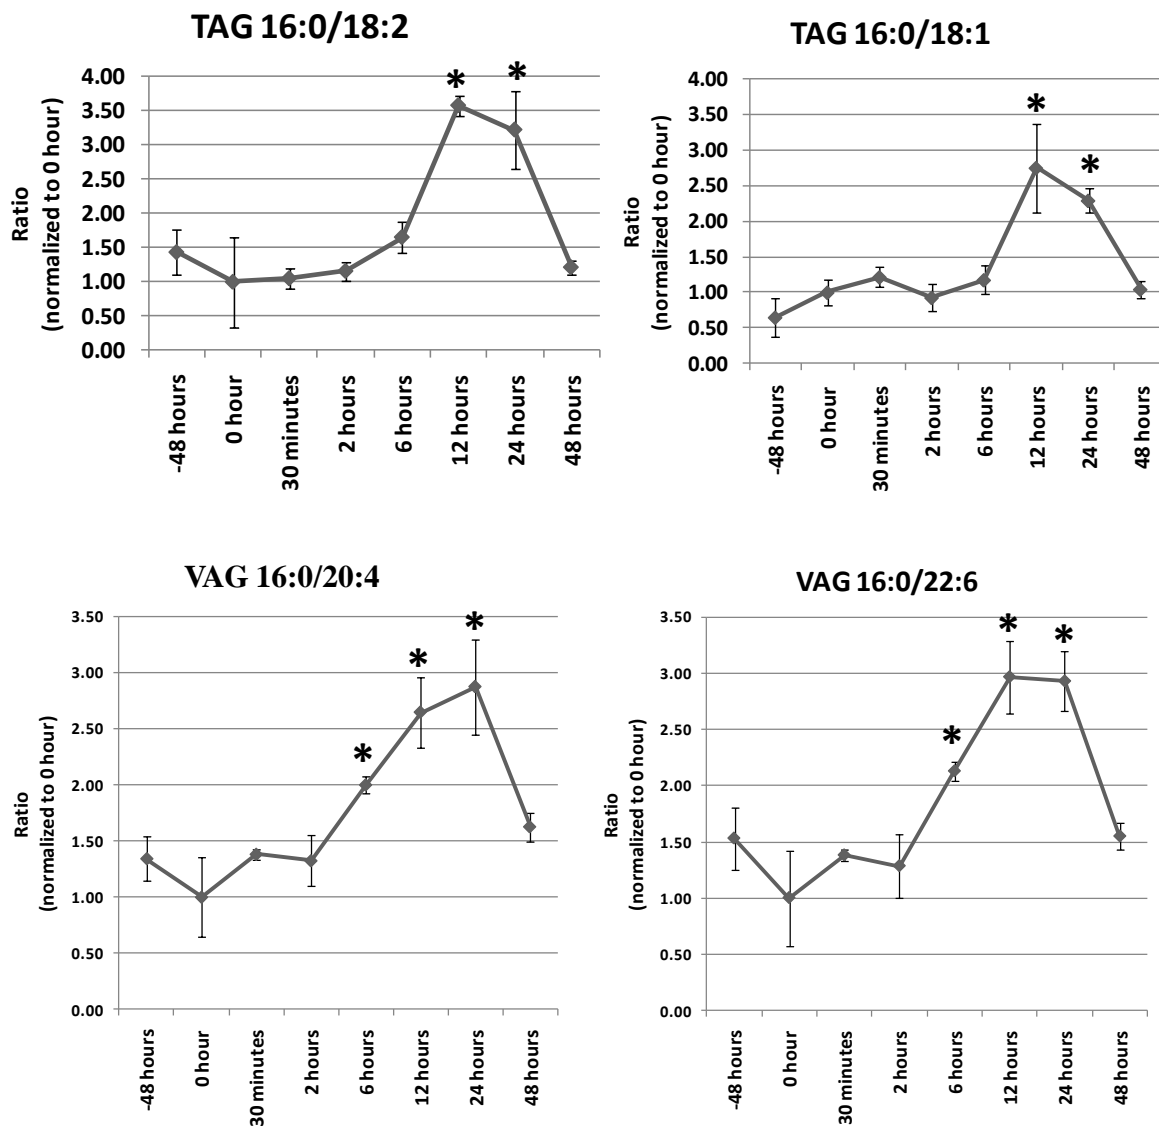 TAG 16:0/18:2
Ratio
(normalized to 0 hour)
4.00
3.50
3.00
2.50
2.00
1.50
1.00
0.50
0.00
*
*
-48 hours
0 hour
30 minutes
2 hours
6 hours
12 hours
24 hours
48 hours
TAG 16:0/18:1
Ratio
(normalized to 0 hour)
4.00
3.50
3.00
2.50
2.00
1.50
1.00
0.50
0.00
*
*
-48 hours
0 hour
30 minutes
2 hours
6 hours
12 hours
24 hours
48 hours
VAG 16:0/20:4
Ratio
(normalized to 0 hour)
3.50
3.00
2.50
2.00
1.50
1.00
0.50
0.00
*
*
*
-48 hours
0 hour
30 minutes
2 hours
6 hours
12 hours
24 hours
48 hours
VAG 16:0/22:6
Ratio
(normalized to 0 hour)
3.50
3.00
2.50
2.00
1.50
1.00
0.50
0.00
*
*
*
-48 hours
0 hour
30 minutes
2 hours
6 hours
12 hours
24 hours
48 hours